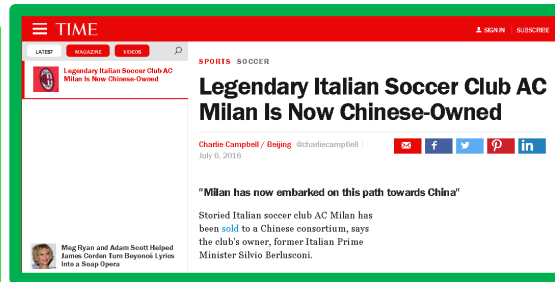 TIME
SIGN IN
SUBSCRIBE
LATEST
MAGAZINE
VIDEOS
Legendary Italian Soccer Club AC
Milan Is Now Chinese-Owned
Meg Ryan and Adam Scott Helped
James Corden Turn Beyoncé Lyrics
Into a Soap Opera
SPORTS SOCCER
Legendary Italian Soccer Club AC
Milan Is Now Chinese-Owned
Charlie Campbell / Beijing @charliecamp6ell
July 6, 2016
"Milan has now embarked on this path towards China"
Storied Italian soccer club AC Milan has
been sold to a Chinese consortium, says
the club's owner, former Italian Prime
Minister Silvio Berlusconi.